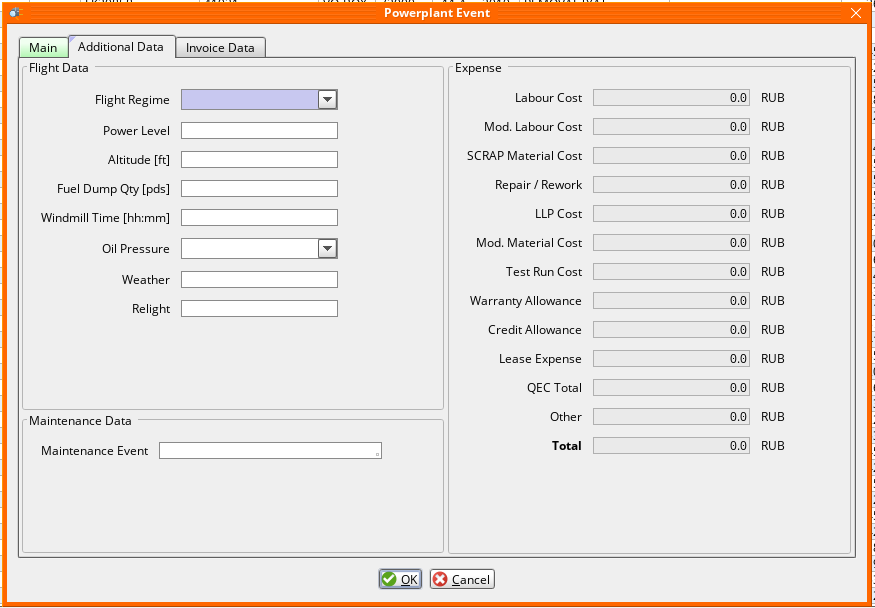 Powerplant Event
Main
Additional Data
Invoice Data
Flight Data
Flight Regime
Power Level
Altitude [ft]
Fuel Dump Qty [pds]
Windmill Time [hh:mm]
Oil Pressure
Weather
Relight
Maintenance Data
Maintenance Event
Expense
Labour Cost 0.0 RUB
Mod. Labour Cost 0.0 RUB
SCRAP Material Cost 0.0 RUB
Repair / Rework 0.0 RUB
LLP Cost 0.0 RUB
Mod. Material Cost 0.0 RUB
Test Run Cost 0.0 RUB
Warranty Allowance 0.0 RUB
Credit Allowance 0.0 RUB
Lease Expense 0.0 RUB
QEC Total 0.0 RUB
Other 0.0 RUB
Total 0.0 RUB
OK
Cancel